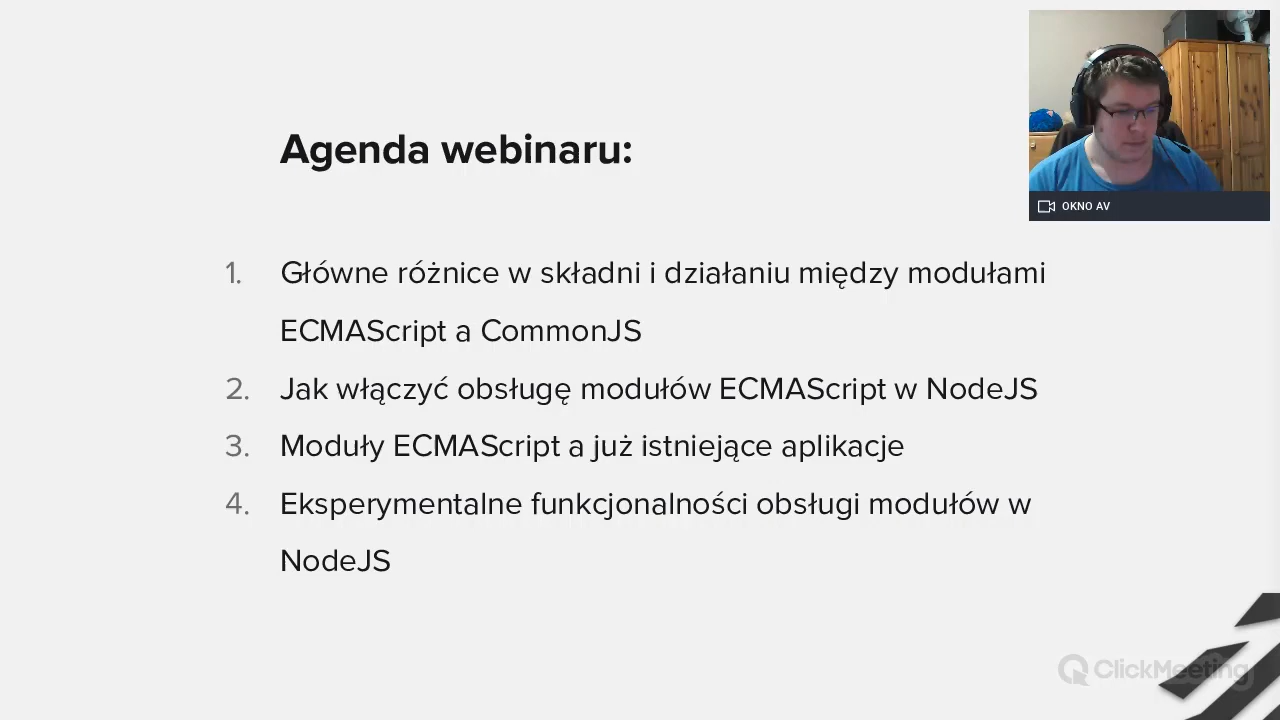 Agenda webinaru:
OKNO AV
1. Główne różnice w składni i działaniu między modułami
ECMAScript a CommonJS
2. Jak włączyć obsługę modułów ECMAScript w NodeJS
3. Moduły ECMAScript a już istniejące aplikacje
4. Eksperymentalne funkcjonalności obsługi modułów w
NodeJS
ClickMeeting